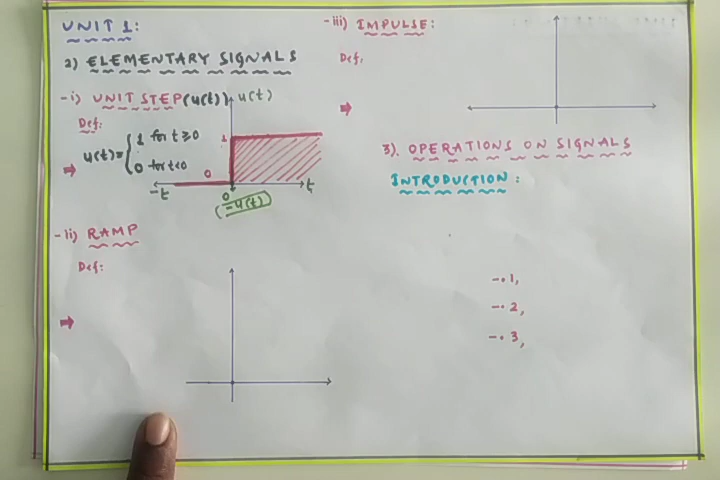 UNIT 1:
2) ELEMENTARY SIGNALS
-i) UNIT STEP(u(t))
u(t)
Def:
u(t)= { 1 for t ≥ 0
0 for t<0
1
0
-t
0
t
(-u(t))
-ii) RAMP
Def:
-iii) IMPULSE:
Def:
3). OPERATIONS ON SIGNALS
INTRODUCTION:
-. 1,
-. 2,
-. 3,